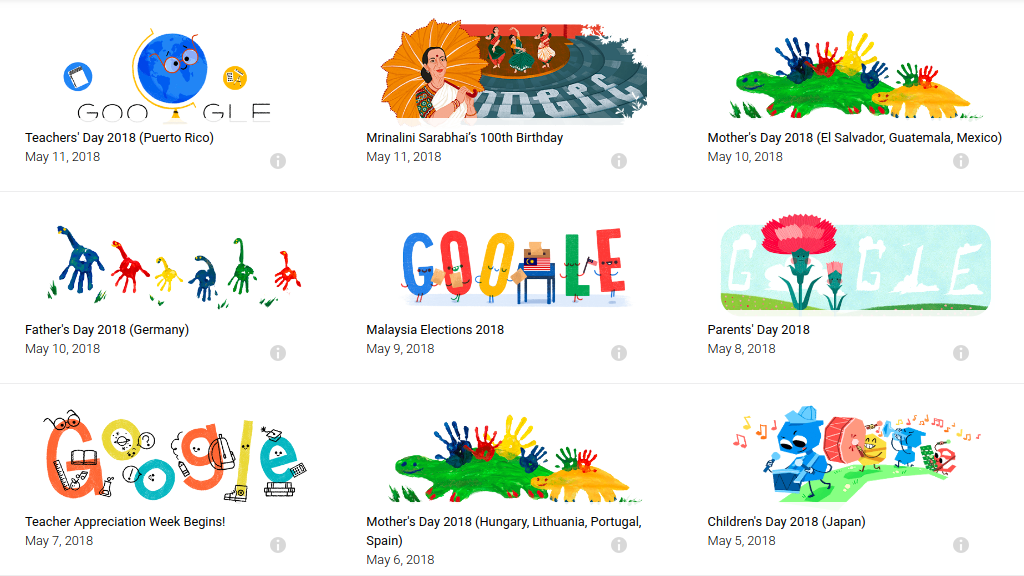 GOO GLE
Teachers' Day 2018 (Puerto Rico)
May 11, 2018
GOOGLE
Mrinalini Sarabhai's 100th Birthday
May 11, 2018
Mother's Day 2018 (El Salvador, Guatemala, Mexico)
May 10, 2018
Father's Day 2018 (Germany)
May 10, 2018
GOOGLE
Malaysia Elections 2018
May 9, 2018
G GLE
Parents' Day 2018
May 8, 2018
Google
Teacher Appreciation Week Begins!
May 7, 2018
Mother's Day 2018 (Hungary, Lithuania, Portugal,
Spain)
May 6, 2018
Children's Day 2018 (Japan)
May 5, 2018